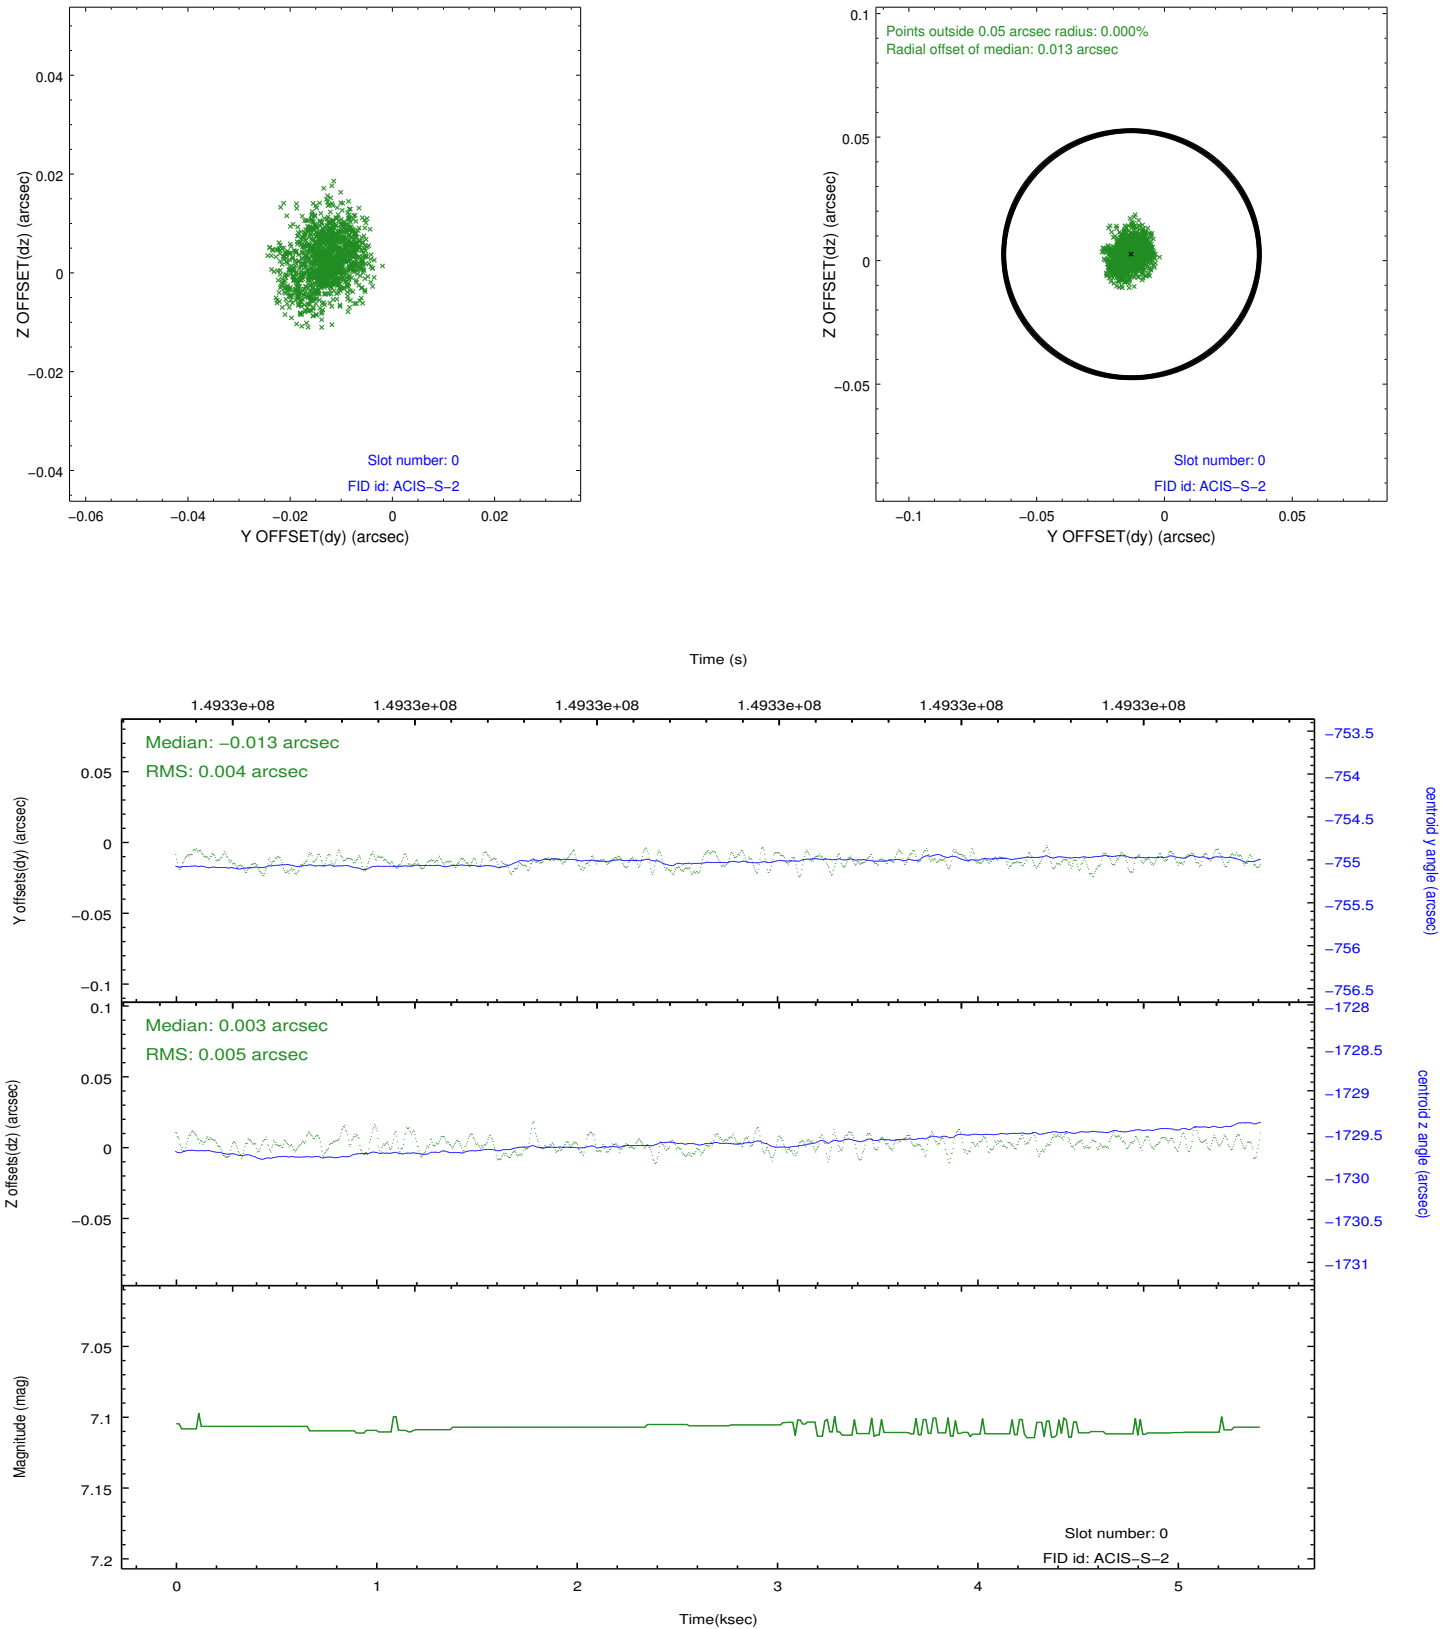 0.04
0.02
0
−0.02
−0.04
Z OFFSET(dz) (arcsec)
Slot number: 0
FID id: ACIS−S−2
−0.06
−0.04
−0.02
0
0.02
Y OFFSET(dy) (arcsec)
Points outside 0.05 arcsec radius: 0.000%
Radial offset of median: 0.013 arcsec
0.1
0.05
0
−0.05
Z OFFSET(dz) (arcsec)
Slot number: 0
FID id: ACIS−S−2
−0.1
−0.05
0
0.05
Y OFFSET(dy) (arcsec)
Time (s)
1.4933e+08
1.4933e+08
1.4933e+08
1.4933e+08
1.4933e+08
1.4933e+08
Median: −0.013 arcsec
RMS: 0.004 arcsec
0.05
0
−0.05
−0.1
Y offsets(dy) (arcsec)
−753.5
−754
−754.5
−755
−755.5
−756
−756.5
centroid y angle (arcsec)
Median: 0.003 arcsec
RMS: 0.005 arcsec
0.1
0.05
0
−0.05
Z offsets(dz) (arcsec)
−1728
−1728.5
−1729
−1729.5
−1730
−1730.5
−1731
centroid z angle (arcsec)
7.05
7.1
7.15
7.2
Magnitude (mag)
Slot number: 0
FID id: ACIS−S−2
0
1
2
3
4
5
Time(ksec)